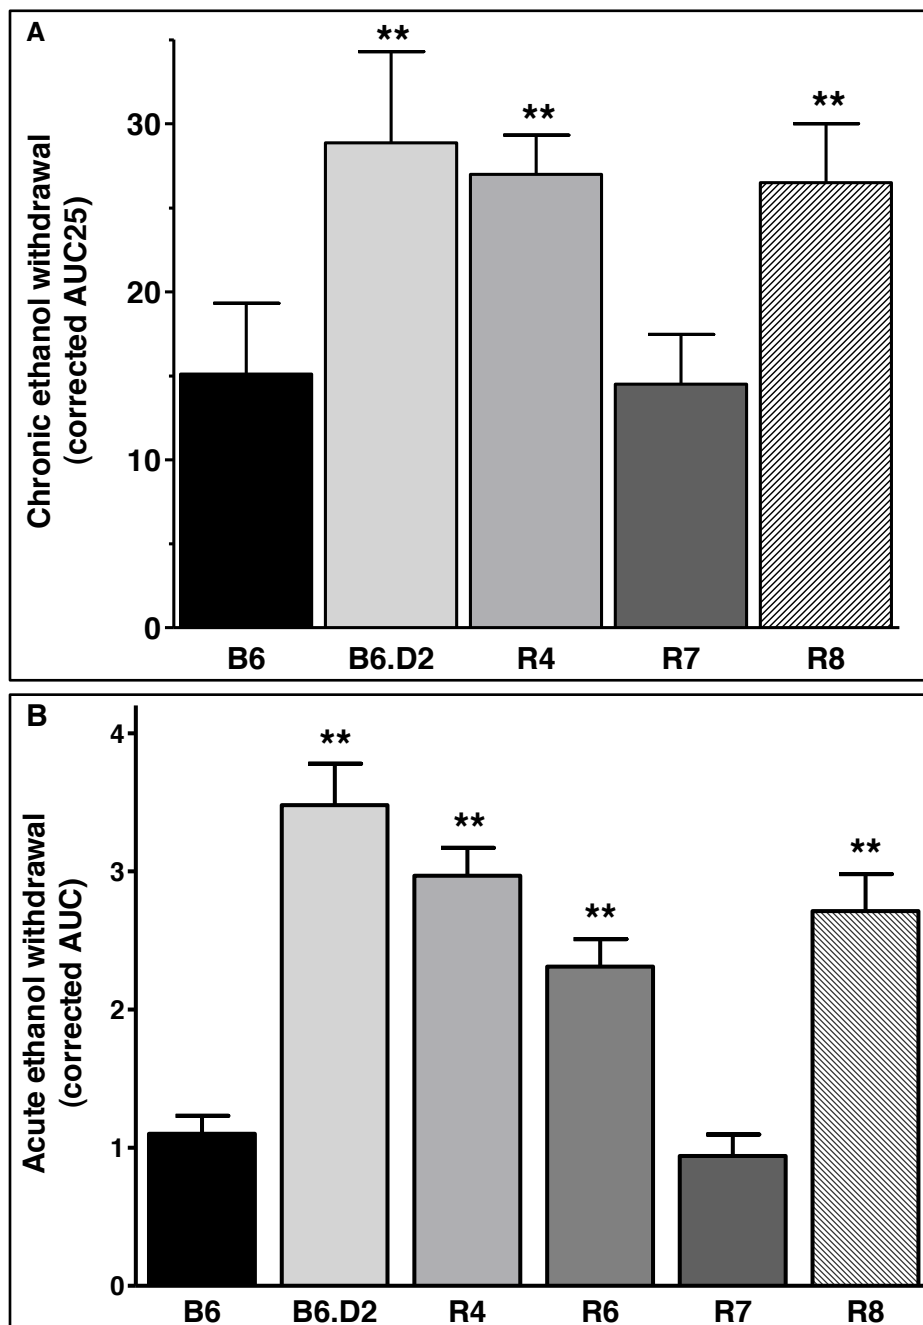 A
Chronic ethanol withdrawal
(corrected AUC25)
30
20
10
0
** ** **
B6 B6.D2 R4 R7 R8
B
Acute ethanol withdrawal
(corrected AUC)
4
3
2
1
0
** ** ** **
B6 B6.D2 R4 R6 R7 R8